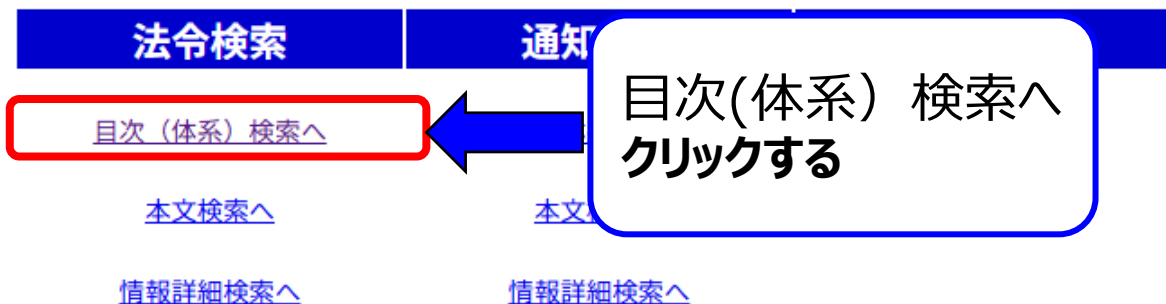 法令検索
通知
目次（体系）検索へ
目次(体系）検索へ
クリックする
本文検索へ
本文
情報詳細検索へ
情報詳細検索へ